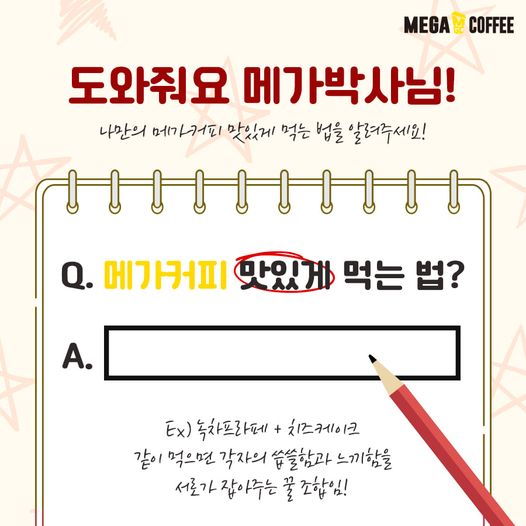 MEGA COFFEE
도와줘요 메가박사님!
나만의 메가커피 맛있게 먹는 법을 알려주세요!
Q. 메가커피 맛있게 먹는 법?
A.
Ex) 녹차프라페 + 치즈케이크
같이 먹으면 각자의 씁쓸함과 느끼함을
서로가 잡아주는 꿀 조합임!